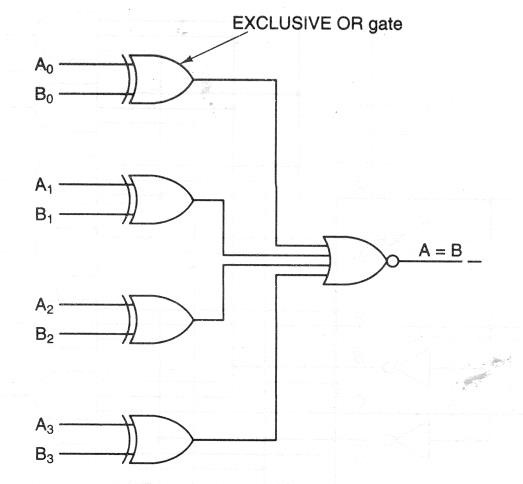 EXCLUSIVE OR gate
A0
B0
A1
B1
A = B
A2
B2
A3
B3